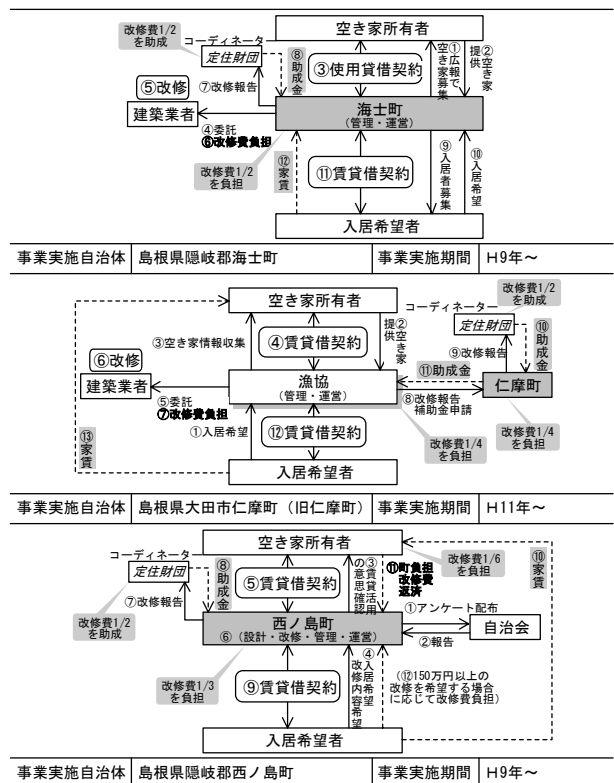 空き家所有者
改修費1/2
を助成
コーディネータ
定住財団
⑧助成金
③使用貸借契約
①広報で
空き家募集
②空き家
提供
⑤改修
⑦改修報告
建築業者
海士町
(管理・運営)
④委託
⑥改修費負担
改修費1/2
を負担
⑫家賃
⑪賃貸借契約
⑨入居者募集
⑩入居希望
入居希望者
事業実施自治体 島根県隠岐郡海士町 事業実施期間 H9年～
空き家所有者
改修費1/2
を助成
コーディネーター
定住財団
⑩助成金
③空き家情報収集
④賃貸借契約
②空き家
提供
⑨改修報告
⑥改修
⑪助成金
建築業者
漁協
(管理・運営)
仁摩町
⑤委託
⑦改修費負担
⑧改修報告
補助金申請
①入居希望
⑬家賃
⑫賃貸借契約
改修費1/4
を負担
改修費1/4
を負担
入居希望者
事業実施自治体 島根県大田市仁摩町（旧仁摩町） 事業実施期間 H11年～
空き家所有者
コーディネータ
定住財団
⑧助成金
⑤賃貸借契約
③賃貸活用
の意思確認
⑪町負担
改修費
返済
改修費1/6
を負担
⑩家賃
⑦改修報告
改修費1/2
を助成
①アンケート配布
自治会
②報告
西ノ島町
⑥（設計・改修・管理・運営）
改修費1/3
を負担
⑨賃貸借契約
④入居希望
改修内容希望
(⑫150万円以上の
改修を希望する場合
に応じて改修費負担)
入居希望者
事業実施自治体 島根県隠岐郡西ノ島町 事業実施期間 H9年～